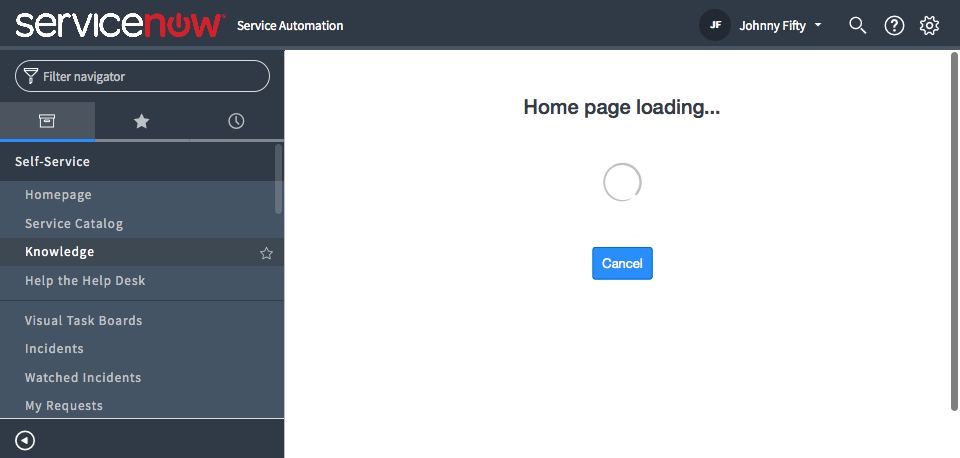 servicenow Service Automation JF Johnny Fifty
Filter navigator
Self-Service
Homepage
Service Catalog
Knowledge
Help the Help Desk
Visual Task Boards
Incidents
Watched Incidents
My Requests
Home page loading...
Cancel